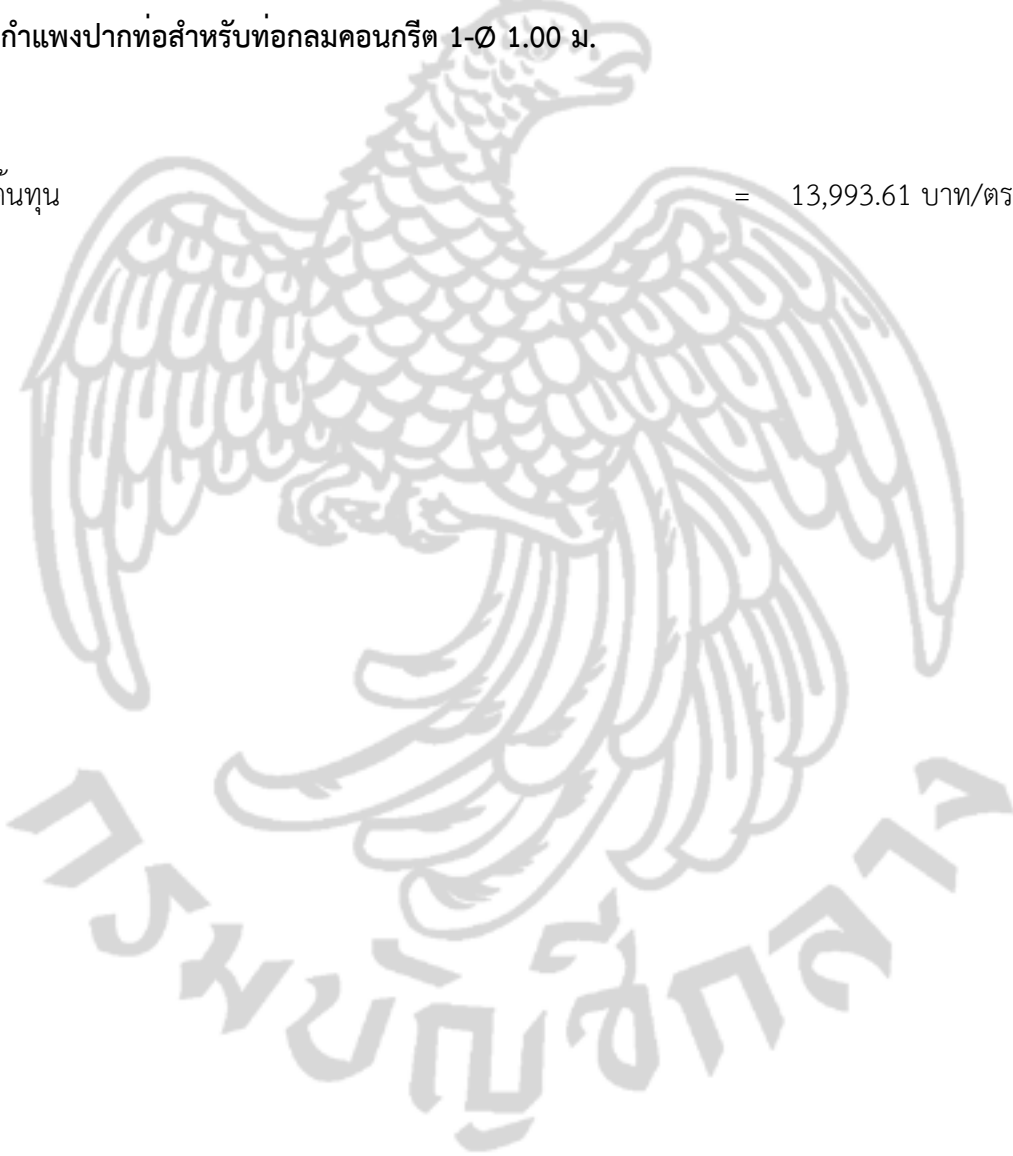 กำแพงปากท่อสำหรับท่อกลมคอนกรีต 1-Ø 1.00 ม.
้นทุน = 13,993.61 บาท/ตร
กรมบัญชีกลาง